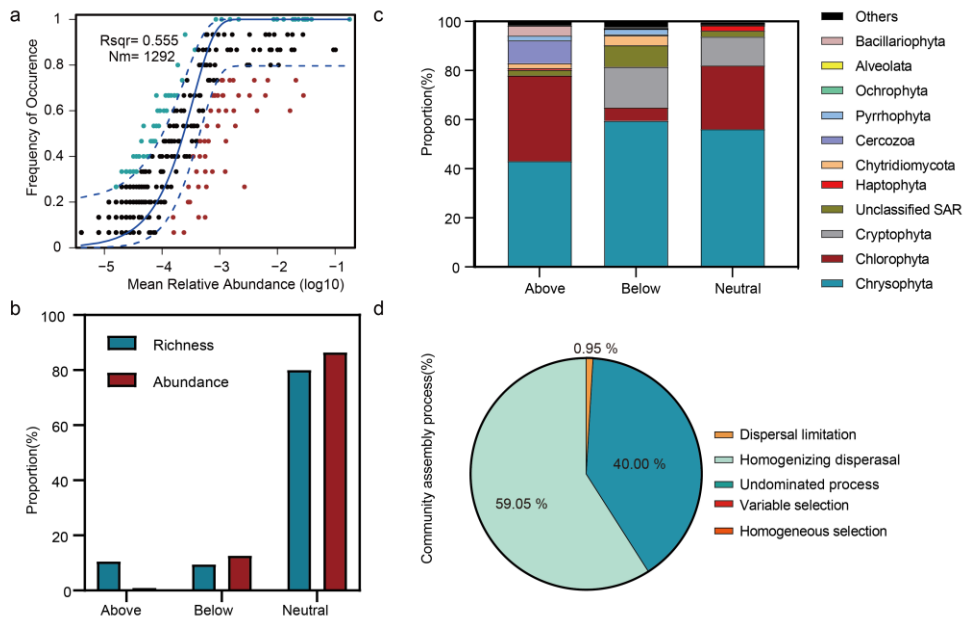 a
Rsqr= 0.555
Nm= 1292
Frequency of Occurence
1
0.8
0.6
0.4
0.2
0
−5
−4
−3
−2
−1
Mean Relative Abundance (log10)
b
100
80
60
40
20
0
Proportion(%)
Richness
Abundance
Above
Below
Neutral
c
100
80
60
40
20
0
Proportion(%)
Above
Below
Neutral
Others
Bacillariophyta
Alveolata
Ochrophyta
Pyrrhophyta
Cercozoa
Chytridiomycota
Haptophyta
Unclassified SAR
Cryptophyta
Chlorophyta
Chrysophyta
d
Community assembly process(%)
0.95 %
40.00 %
59.05 %
Dispersal limitation
Homogenizing disperasal
Undominated process
Variable selection
Homogeneous selection